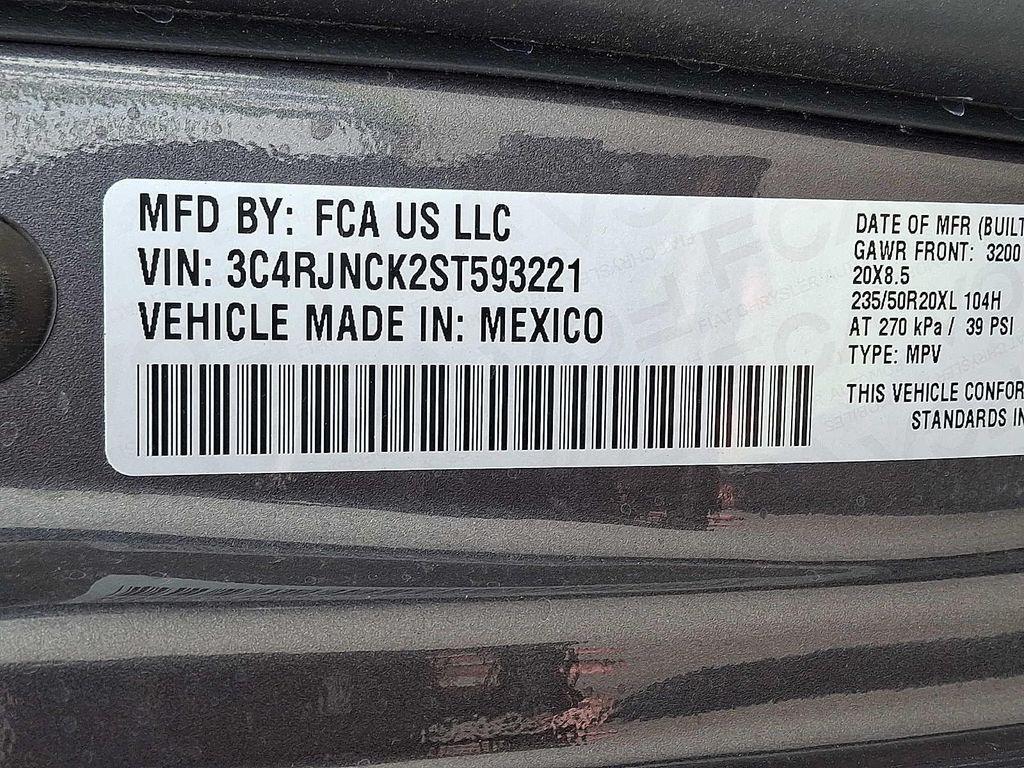 MFD BY: FCA US LLC
VIN: 3C4RJNCK2ST593221
VEHICLE MADE IN: MEXICO
DATE OF MFR (BUILT
GAWR FRONT: 3200
20X8.5
235/50R20XL 104H
AT 270 kPa / 39 PSI
TYPE: MPV
THIS VEHICLE CONFOR
STANDARDS IN